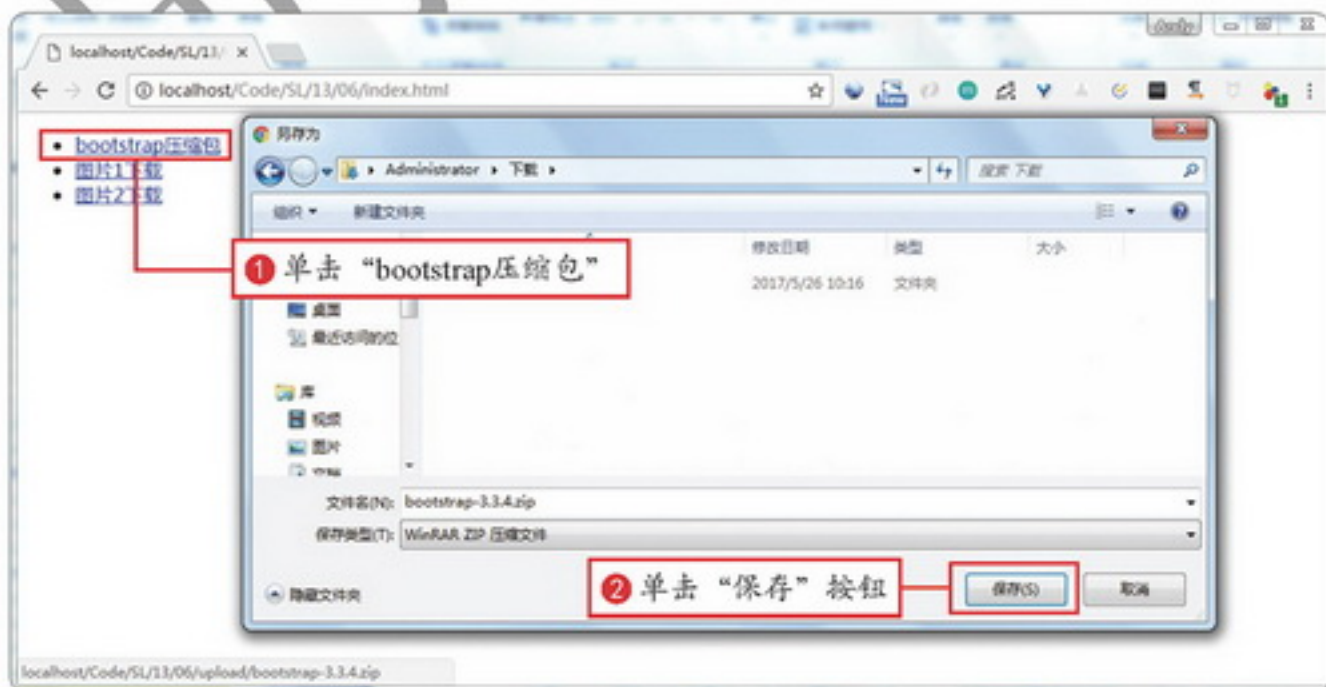 localhost/Code/SL/13/
localhost/Code/SL/13/06/index.html
New
另存为
bootstrap压缩包
图片1下载
图片2下载
Administrator 下载
搜索 下载
组织 新建文件夹
修改日期 类型 大小
1 单击 “bootstrap压缩包”
2017/5/26 10:16 文件夹
桌面
最近访问的位
库
视频
图片
文件名(N): bootstrap-3.3.4.zip
保存类型(T): WinRAR ZIP 压缩文件
2 单击 “保存” 按钮
隐藏文件夹
保存(S)
取消
localhost/Code/SL/13/06/upload/bootstrap-3.3.4.zip